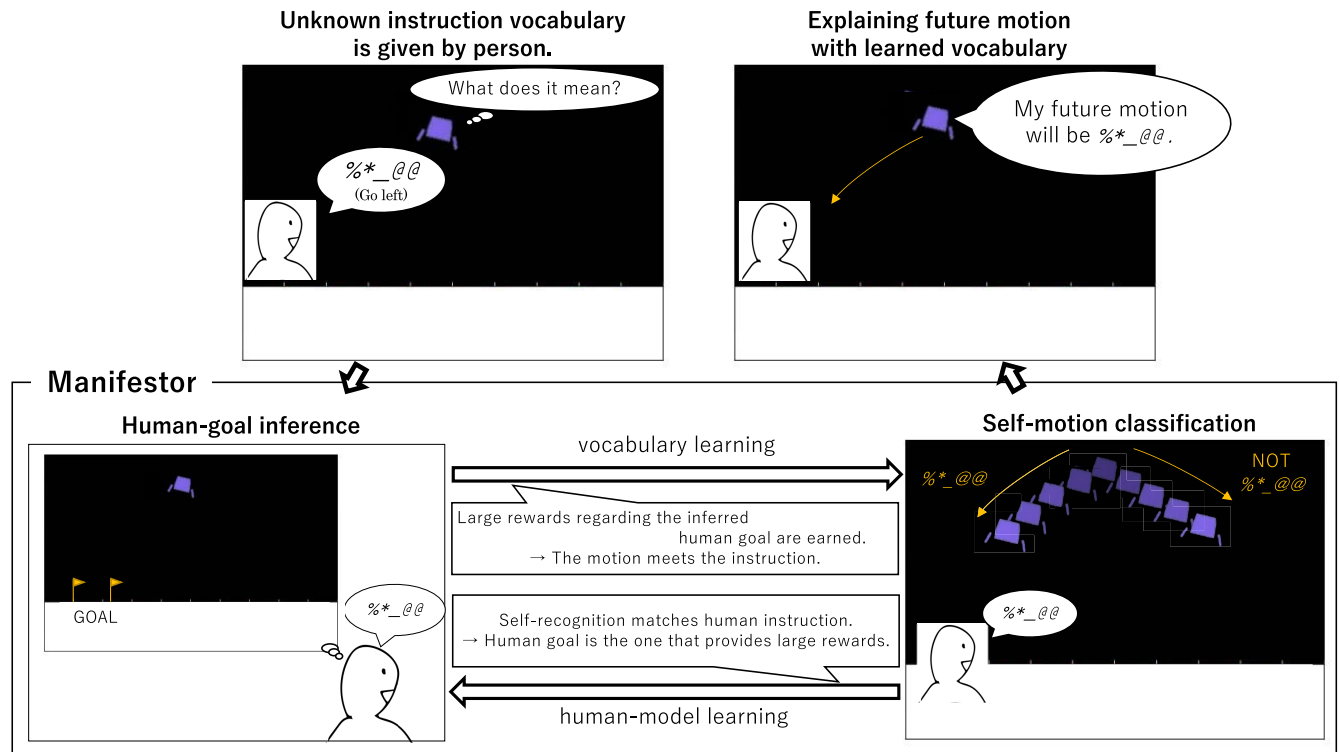 Unknown instruction vocabulary
is given by person.
What does it mean?
%*_@@
(Go left)
Explaining future motion
with learned vocabulary
My future motion
will be %*_@@.
Manifestor
Human-goal inference
GOAL
%*_@@
vocabulary learning
Large rewards regarding the inferred
human goal are earned.
→ The motion meets the instruction.
Self-recognition matches human instruction.
→ Human goal is the one that provides large rewards.
human-model learning
Self-motion classification
%*_@@
NOT
%*_@@
%*_@@